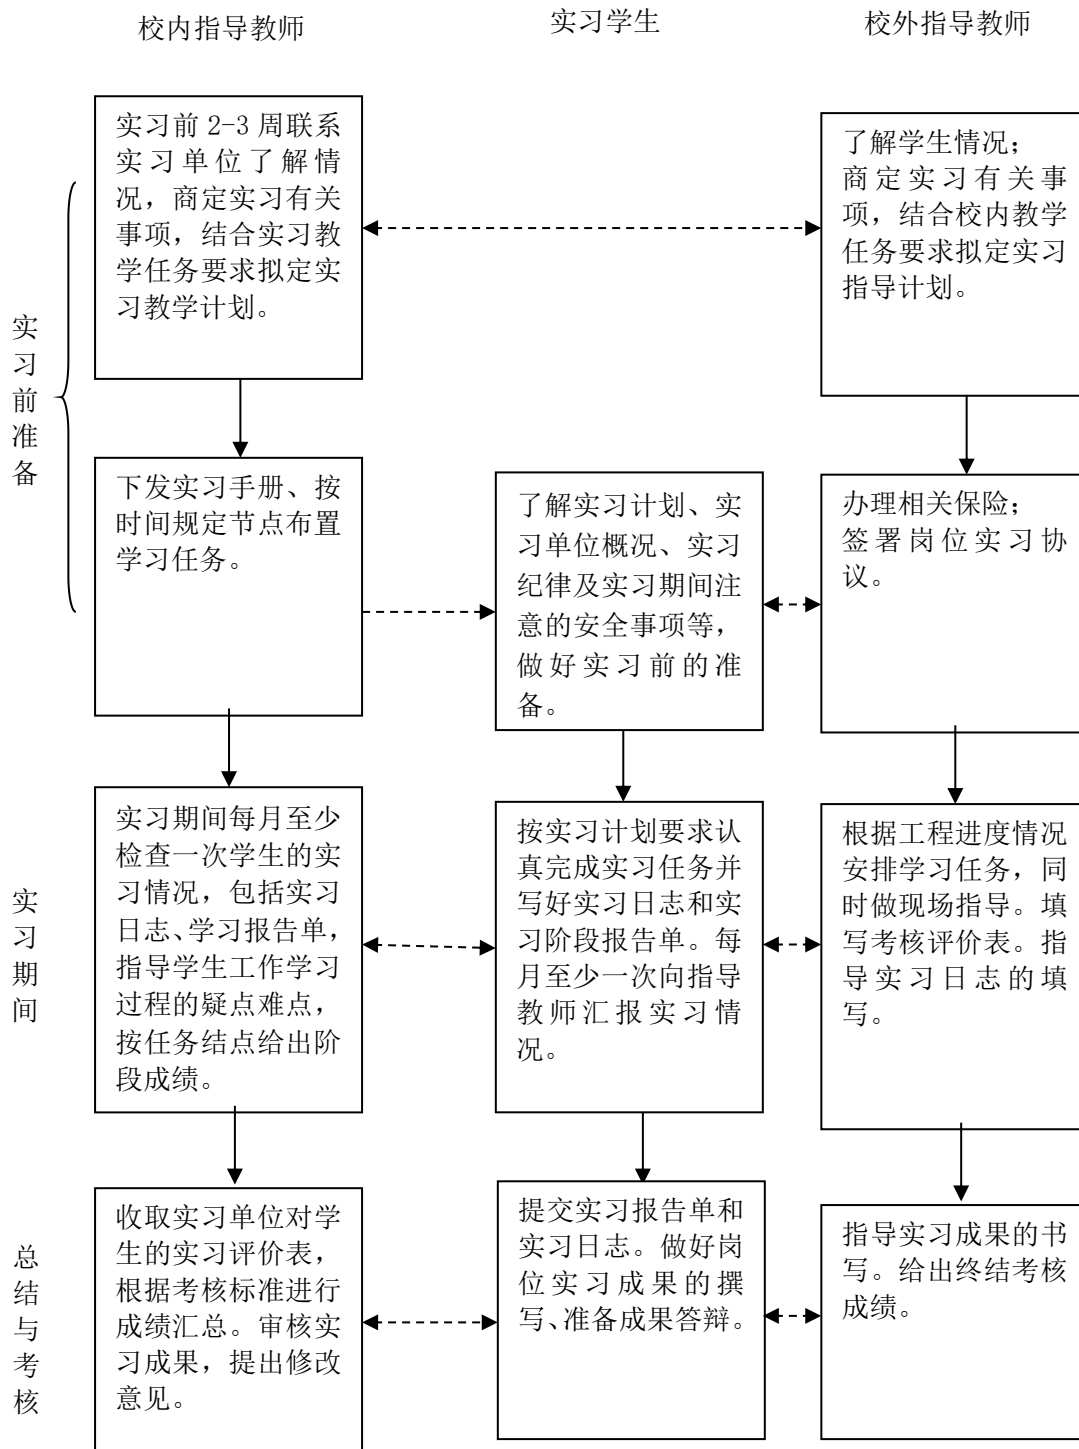 校内指导教师
实习学生
校外指导教师
实习前准备
实习前 2-3 周联系
实习单位了解情
况，商定实习有关
事项，结合实习教
学任务要求拟定实
习教学计划。
了解学生情况；
商定实习有关事
项，结合校内教学
任务要求拟定实习
指导计划。
下发实习手册、按
时间规定节点布置
学习任务。
了解实习计划、实
习单位概况、实习
纪律及实习期间注
意的安全事项等，
做好实习前的准
备。
办理相关保险；
签署岗位实习协
议。
实习期间
实习期间每月至少
检查一次学生的实
习情况，包括实习
日志、学习报告单，
指导学生工作学习
过程的疑点难点，
按任务结点给出阶
段成绩。
按实习计划要求认
真完成实习任务并
写好实习日志和实
习阶段报告单。每
月至少一次向指导
教师汇报实习情
况。
根据工程进度情况
安排学习任务，同
时做现场指导。填
写考核评价表。指
导实习日志的填
写。
总结与考核
收取实习单位对学
生的实习评价表，
根据考核标准进行
成绩汇总。审核实
习成果，提出修改
意见。
提交实习报告单和
实习日志。做好岗
位实习成果的撰
写、准备成果答辩。
指导实习成果的书
写。给出终结考核
成绩。